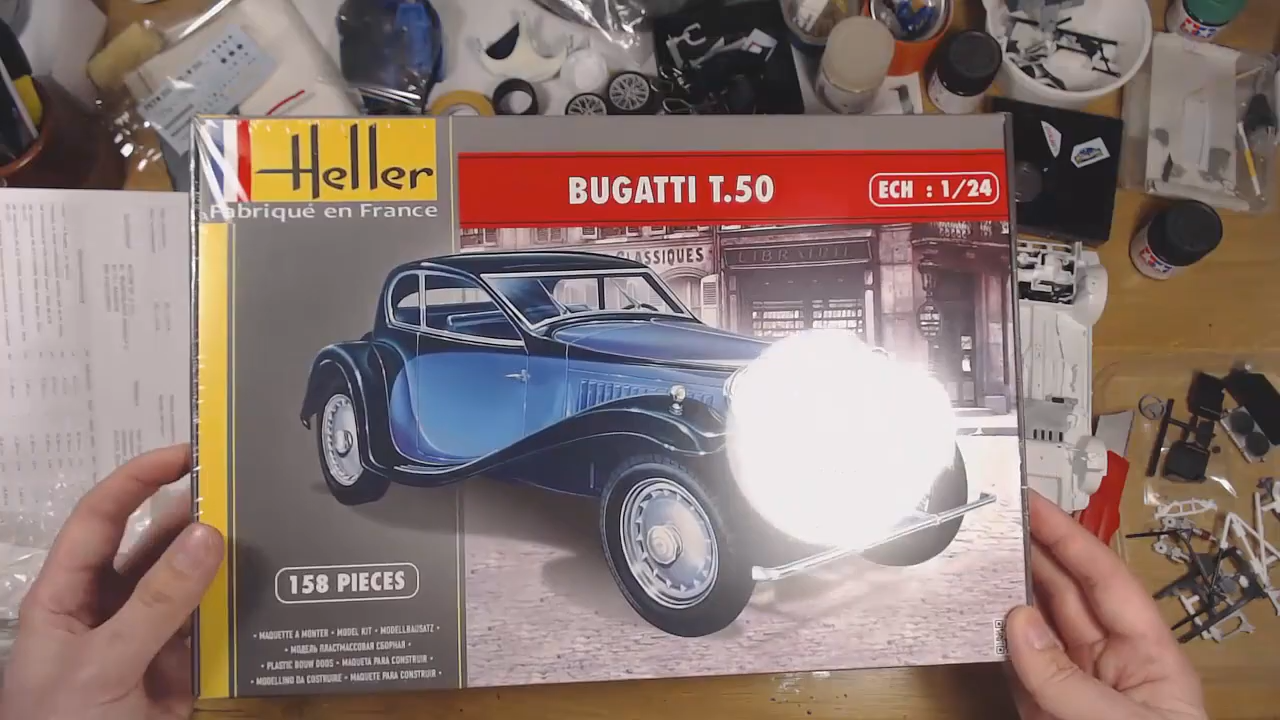 Heller
Fabriqué en France
BUGATTI T.50
ECH : 1/24
CLASSIQUES
LIBRAIRIE
158 PIECES
• MAQUETTE A MONTER • MODEL KIT • MODELLBAUSATZ •
• МОДЕЛЬ ПЛАСТМАССОВАЯ СБОРНАЯ •
• PLASTIC BOUW DOOS • MAQUETA PARA CONSTRUIR •
• MODELLINO DA COSTRUIRE • MAQUETE PARA CONSTRUIR •